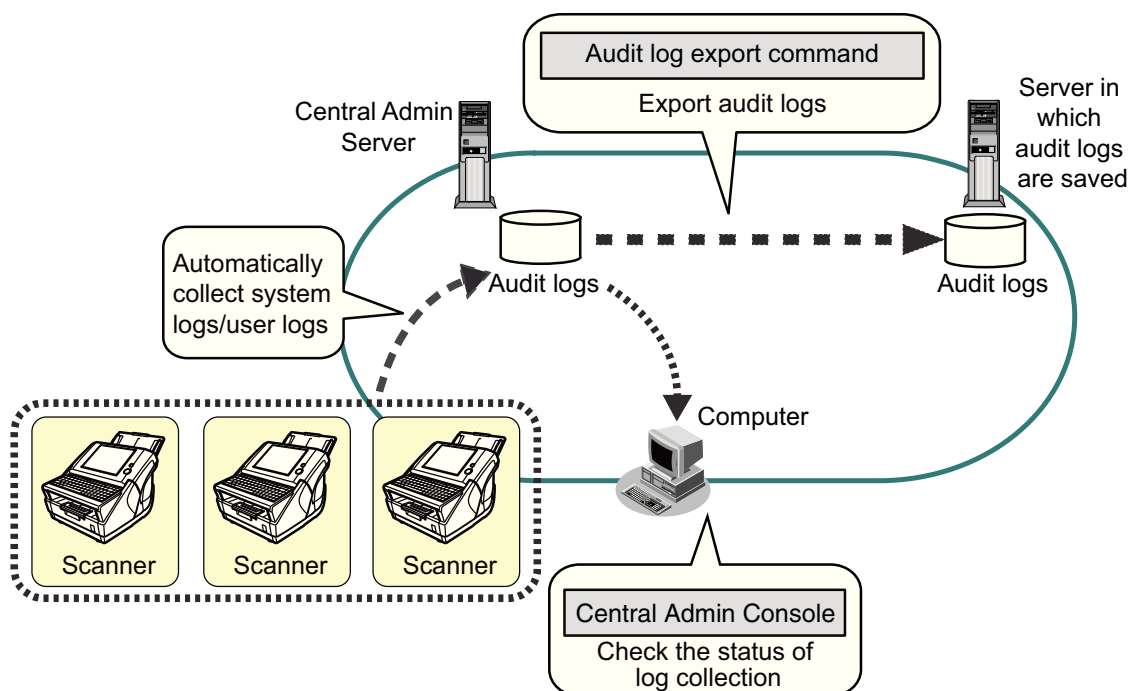 Audit log export command
Export audit logs
Central Admin
Server
Server in
which
audit logs
are saved
Automatically
collect system
logs/user logs
Audit logs
Audit logs
Computer
Scanner
Scanner
Scanner
Central Admin Console
Check the status of
log collection